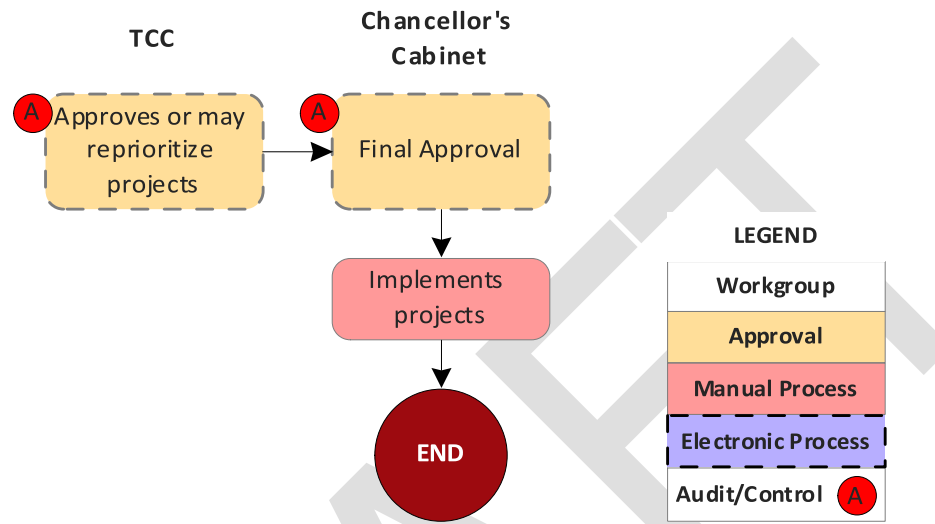 TCC
Chancellor's
Cabinet
A
Approves or may
reprioritize
projects
A
Final Approval
Implements
projects
END
LEGEND
Workgroup
Approval
Manual Process
Electronic Process
Audit/Control A